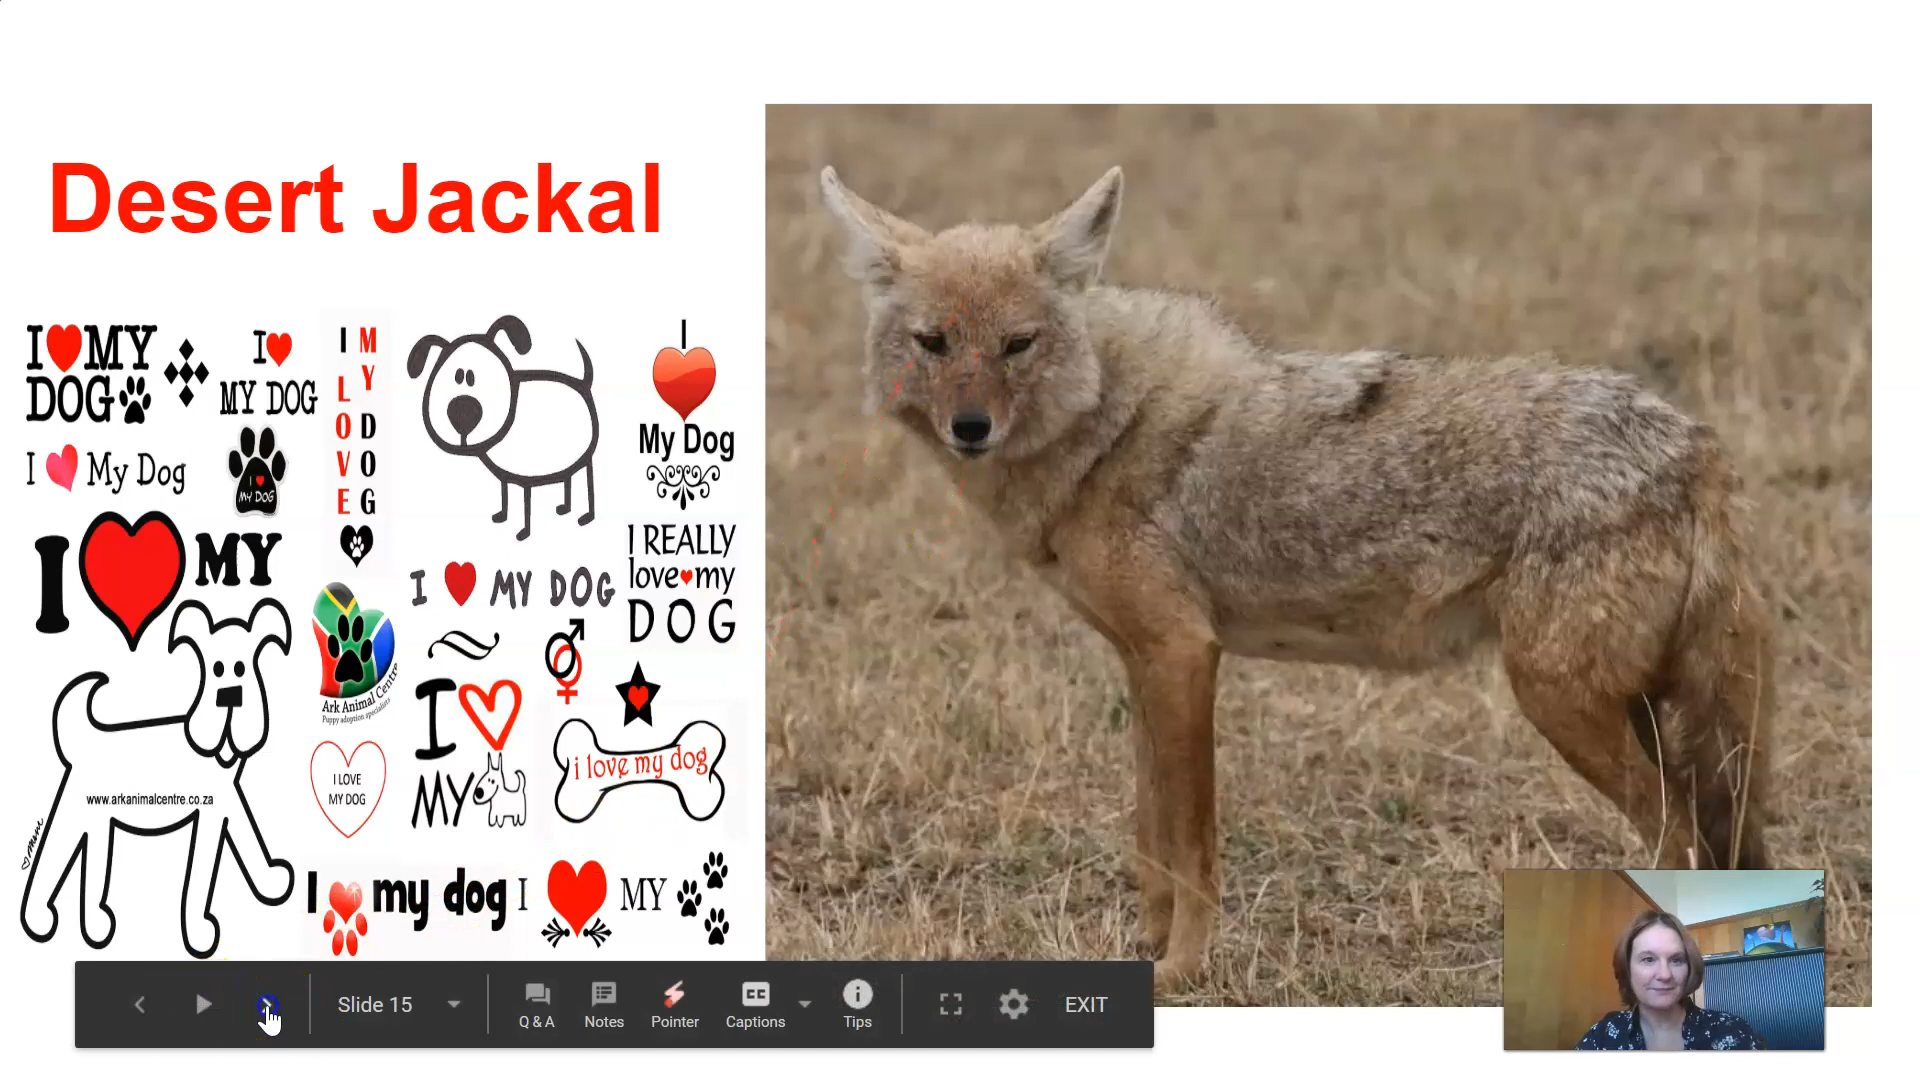 Desert Jackal
I MY
DOG
I
MY DOG
I My Dog
I
MY DOG
I LOVE
MY DOG
I
My Dog
I REALLY
love my
DOG
I MY
I MY DOG
Ark Animal Centre
Puppy adoption specialists
I
MY
I LOVE
MY DOG
i love my dog
www.arkanimalcentre.co.za
I my dog
I MY
Slide 15
Q & A
Notes
Pointer
CC
Captions
Tips
EXIT